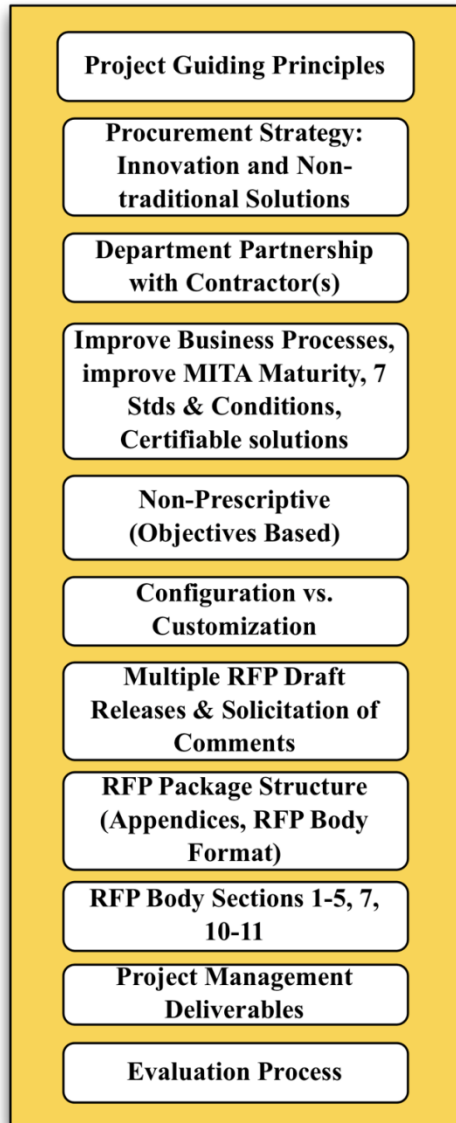 Project Guiding Principles
Procurement Strategy:
Innovation and Non-
traditional Solutions
Department Partnership
with Contractor(s)
Improve Business Processes,
improve MITA Maturity, 7
Stds & Conditions,
Certifiable solutions
Non-Prescriptive
(Objectives Based)
Configuration vs.
Customization
Multiple RFP Draft
Releases & Solicitation of
Comments
RFP Package Structure
(Appendices, RFP Body
Format)
RFP Body Sections 1-5, 7,
10-11
Project Management
Deliverables
Evaluation Process